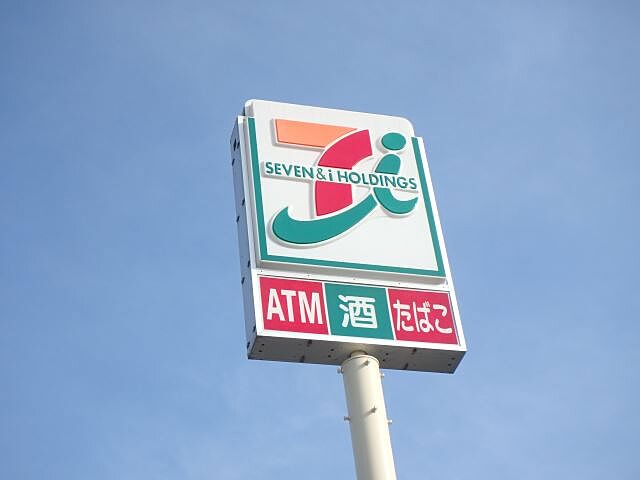 SEVEN & i HOLDINGS
ATM 酒 たばこ